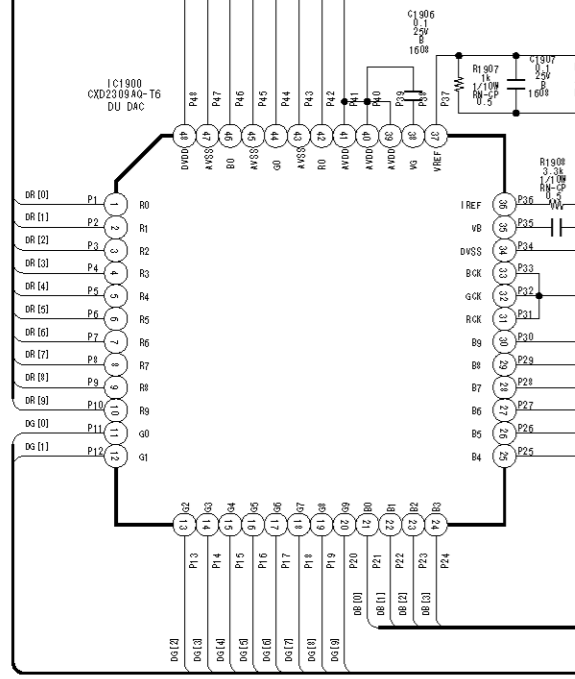 C1906
0.1
25V
B
1608
R1907
1k
1/10W
RN-CP
0.5
C1907
0.1
25V
B
1608
IC1900
CXD2309AQ-T6
DU DAC
P48
P47
P46
P45
P44
P43
P42
P41
P40
P39
P38
P37
48
47
46
45
44
43
42
41
40
39
38
37
DVDD
AVSS
BO
AVSS
GO
AVSS
RO
AVDD
AVDD
AVDD
VG
VREF
R1908
3.3k
1/10W
RN-CP
0.5
DR[0] P1 1 R0
DR[1] P2 2 R1
DR[2] P3 3 R2
DR[3] P4 4 R3
DR[4] P5 5 R4
DR[5] P6 6 R5
DR[6] P7 7 R6
DR[7] P8 8 R7
DR[8] P9 9 R8
DR[9] P10 10 R9
DG[0] P11 11 G0
DG[1] P12 12 G1
IREF 36 P36
VB 35 P35
DVSS 34 P34
BCK 33 P33
GCK 32 P32
RCK 31 P31
B9 30 P30
B8 29 P29
B7 28 P28
B6 27 P27
B5 26 P26
B4 25 P25
G2
G3
G4
G5
G6
G7
G8
G9
B0
B1
B2
B3
13
14
15
16
17
18
19
20
21
22
23
24
P13
P14
P15
P16
P17
P18
P19
P20
P21
P22
P23
P24
DB[0]
DB[1]
DB[2]
DB[3]
DG[2]
DG[3]
DG[4]
DG[5]
DG[6]
DG[7]
DG[8]
DG[9]